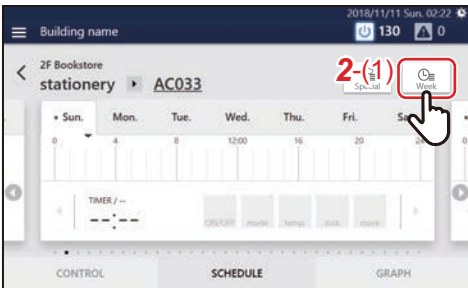 2018/11/11 Sun. 02:22
Building name
130
0
2F Bookstore
stationery
AC033
2-(1)
Special
Week
• Sun. Mon. Tue. Wed. Thu. Fri. Sa
0 4 8 12:00 16 20 24
0
TIMER / --
--:--
ON/OFF mode temp. lock more
CONTROL SCHEDULE GRAPH